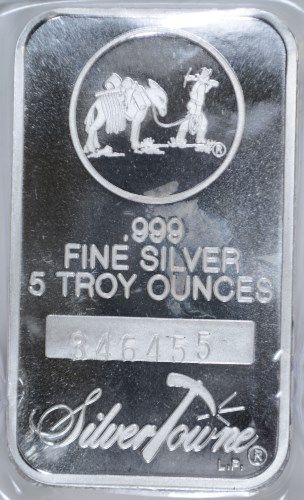 ®
.999
FINE SILVER
5 TROY OUNCES
346455
SilverTowne®
L.P.